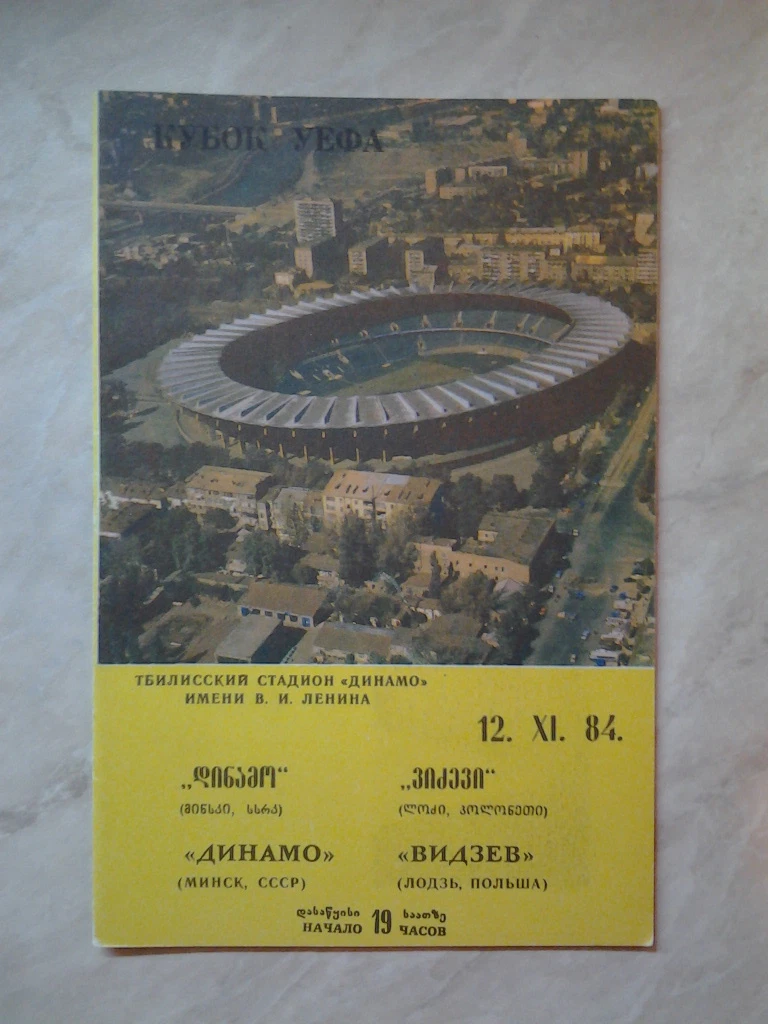 КУБОК УЕФА
ТБИЛИССКИЙ СТАДИОН «ДИНАМО»
ИМЕНИ В. И. ЛЕНИНА
12. XI. 84.
„დინამო“ „ვიძევი“
(მინსკი, სსრკ) (ლოძი, პოლონეთი)
«ДИНАМО» «ВИДЗЕВ»
(МИНСК, СССР) (ЛОДЗЬ, ПОЛЬША)
დასაწყისი 19 საათზე
НАЧАЛО ЧАСОВ